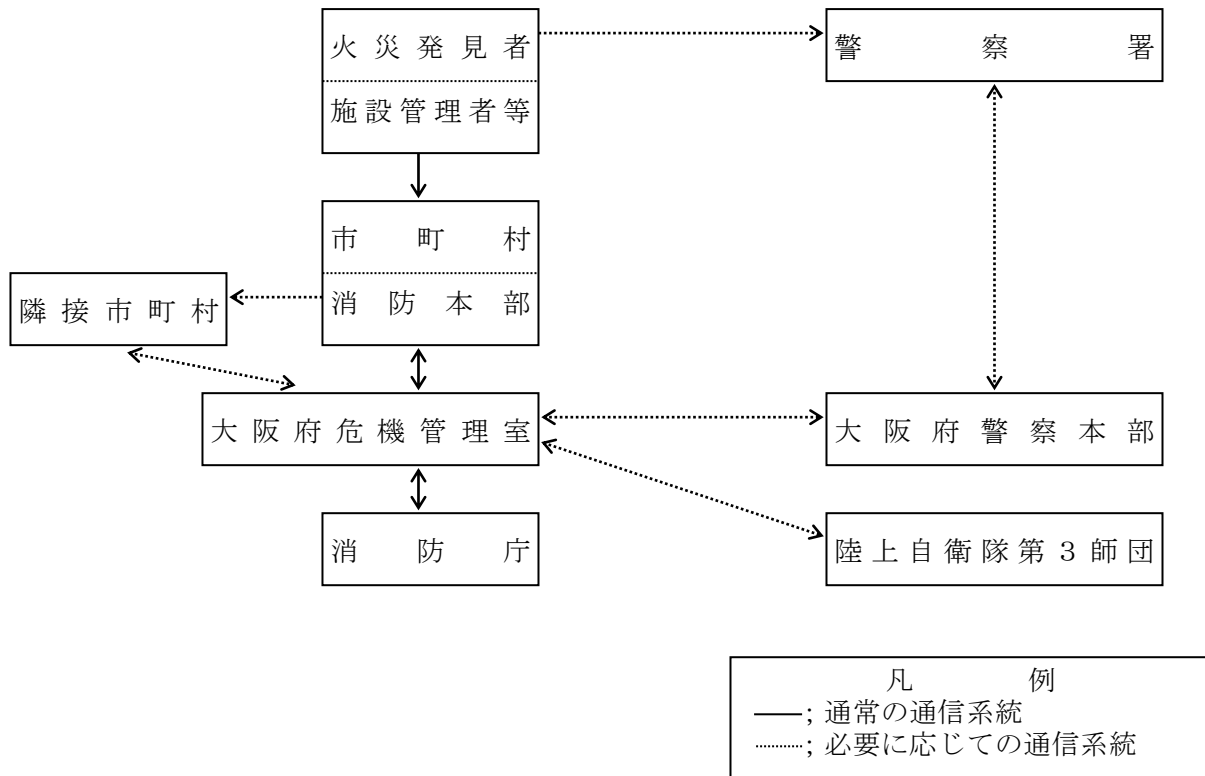 火災発見者
施設管理者等
警察署
市町村
消防本部
隣接市町村
大阪府危機管理室
大阪府警察本部
消防庁
陸上自衛隊第３師団
凡例
; 通常の通信系統
; 必要に応じての通信系統